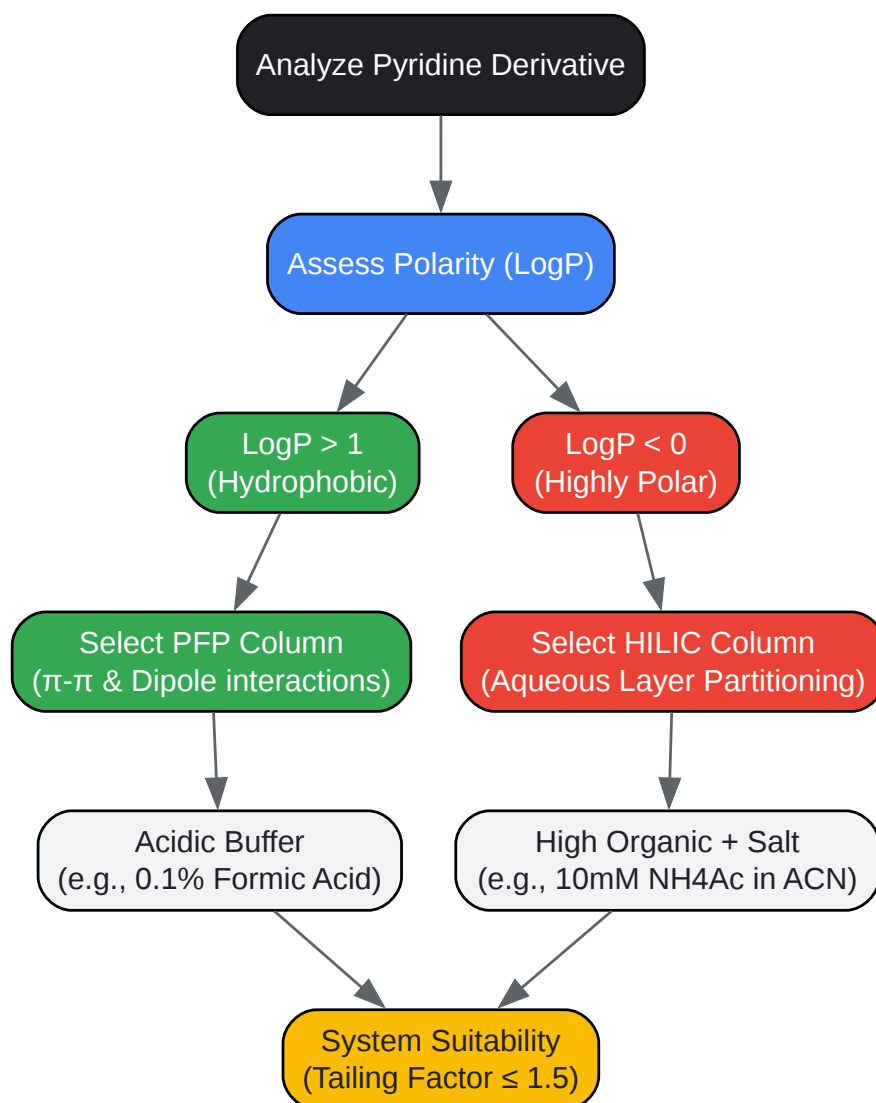 Analyze Pyridine Derivative
Assess Polarity (LogP)
LogP > 1
(Hydrophobic)
LogP < 0
(Highly Polar)
Select PFP Column
(π-π & Dipole interactions)
Select HILIC Column
(Aqueous Layer Partitioning)
Acidic Buffer
(e.g., 0.1% Formic Acid)
High Organic + Salt
(e.g., 10mM NH4Ac in ACN)
System Suitability
(Tailing Factor ≤ 1.5)